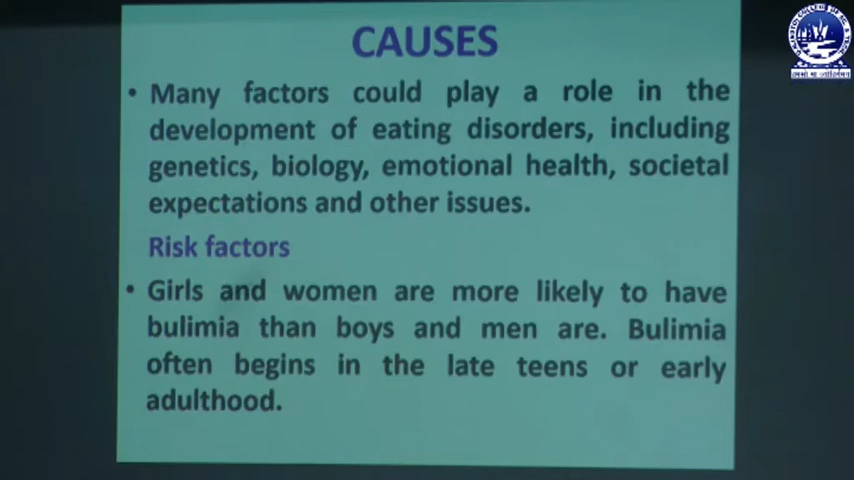 CAUSES
• Many factors could play a role in the
development of eating disorders, including
genetics, biology, emotional health, societal
expectations and other issues.
Risk factors
• Girls and women are more likely to have
bulimia than boys and men are. Bulimia
often begins in the late teens or early
adulthood.
तमसो मा ज्योतिर्गमय